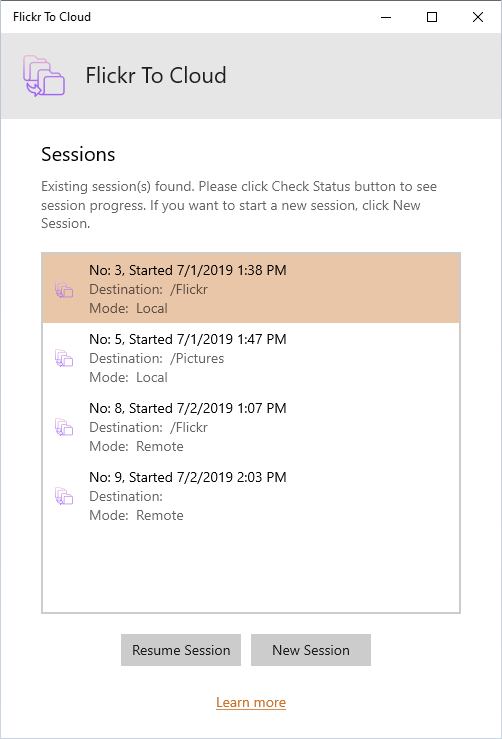 Flickr To Cloud
Flickr To Cloud
Sessions
Existing session(s) found. Please click Check Status button to see
session progress. If you want to start a new session, click New
Session.
No: 3, Started 7/1/2019 1:38 PM
Destination: /Flickr
Mode: Local
No: 5, Started 7/1/2019 1:47 PM
Destination: /Pictures
Mode: Local
No: 8, Started 7/2/2019 1:07 PM
Destination: /Flickr
Mode: Remote
No: 9, Started 7/2/2019 2:03 PM
Destination:
Mode: Remote
Resume Session
New Session
Learn more